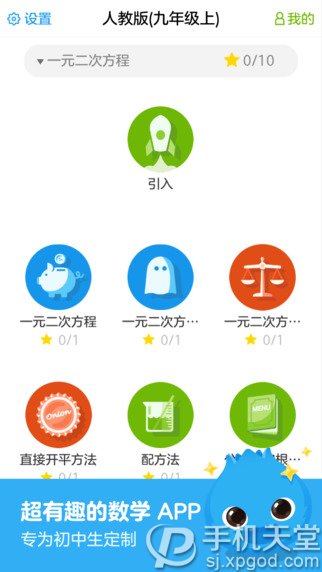 设置
人教版(九年级上)
我的
一元二次方程
0/10
引入
一元二次方程
一元二次方…
一元二次方…
0/1
0/1
0/1
Onion
MENU
直接开平方法
配方法
根…
超有趣的数学 APP
专为初中生定制
手机天堂
sj.xpgod.com